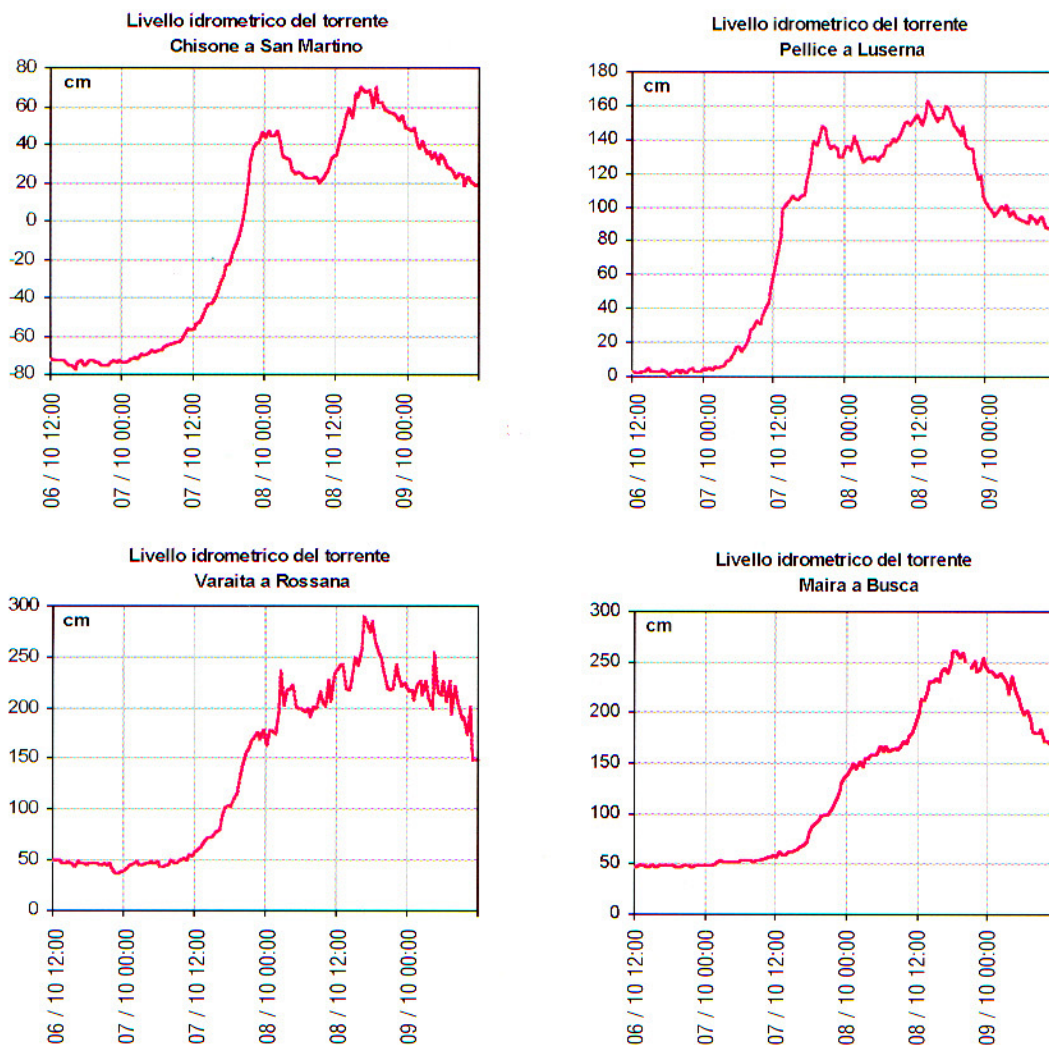 Livello idrometrico del torrente
Chisone a San Martino
cm
80
60
40
20
0
-20
-40
-60
-80
06 / 10 12:00
07 / 10 00:00
07 / 10 12:00
08 / 10 00:00
08 / 10 12:00
09 / 10 00:00
Livello idrometrico del torrente
Pellice a Luserna
cm
180
160
140
120
100
80
60
40
20
0
06 / 10 12:00
07 / 10 00:00
07 / 10 12:00
08 / 10 00:00
08 / 10 12:00
09 / 10 00:00
Livello idrometrico del torrente
Varaita a Rossana
cm
300
250
200
150
100
50
0
06 / 10 12:00
07 / 10 00:00
07 / 10 12:00
08 / 10 00:00
08 / 10 12:00
09 / 10 00:00
Livello idrometrico del torrente
Maira a Busca
cm
300
250
200
150
100
50
0
06 / 10 12:00
07 / 10 00:00
07 / 10 12:00
08 / 10 00:00
08 / 10 12:00
09 / 10 00:00